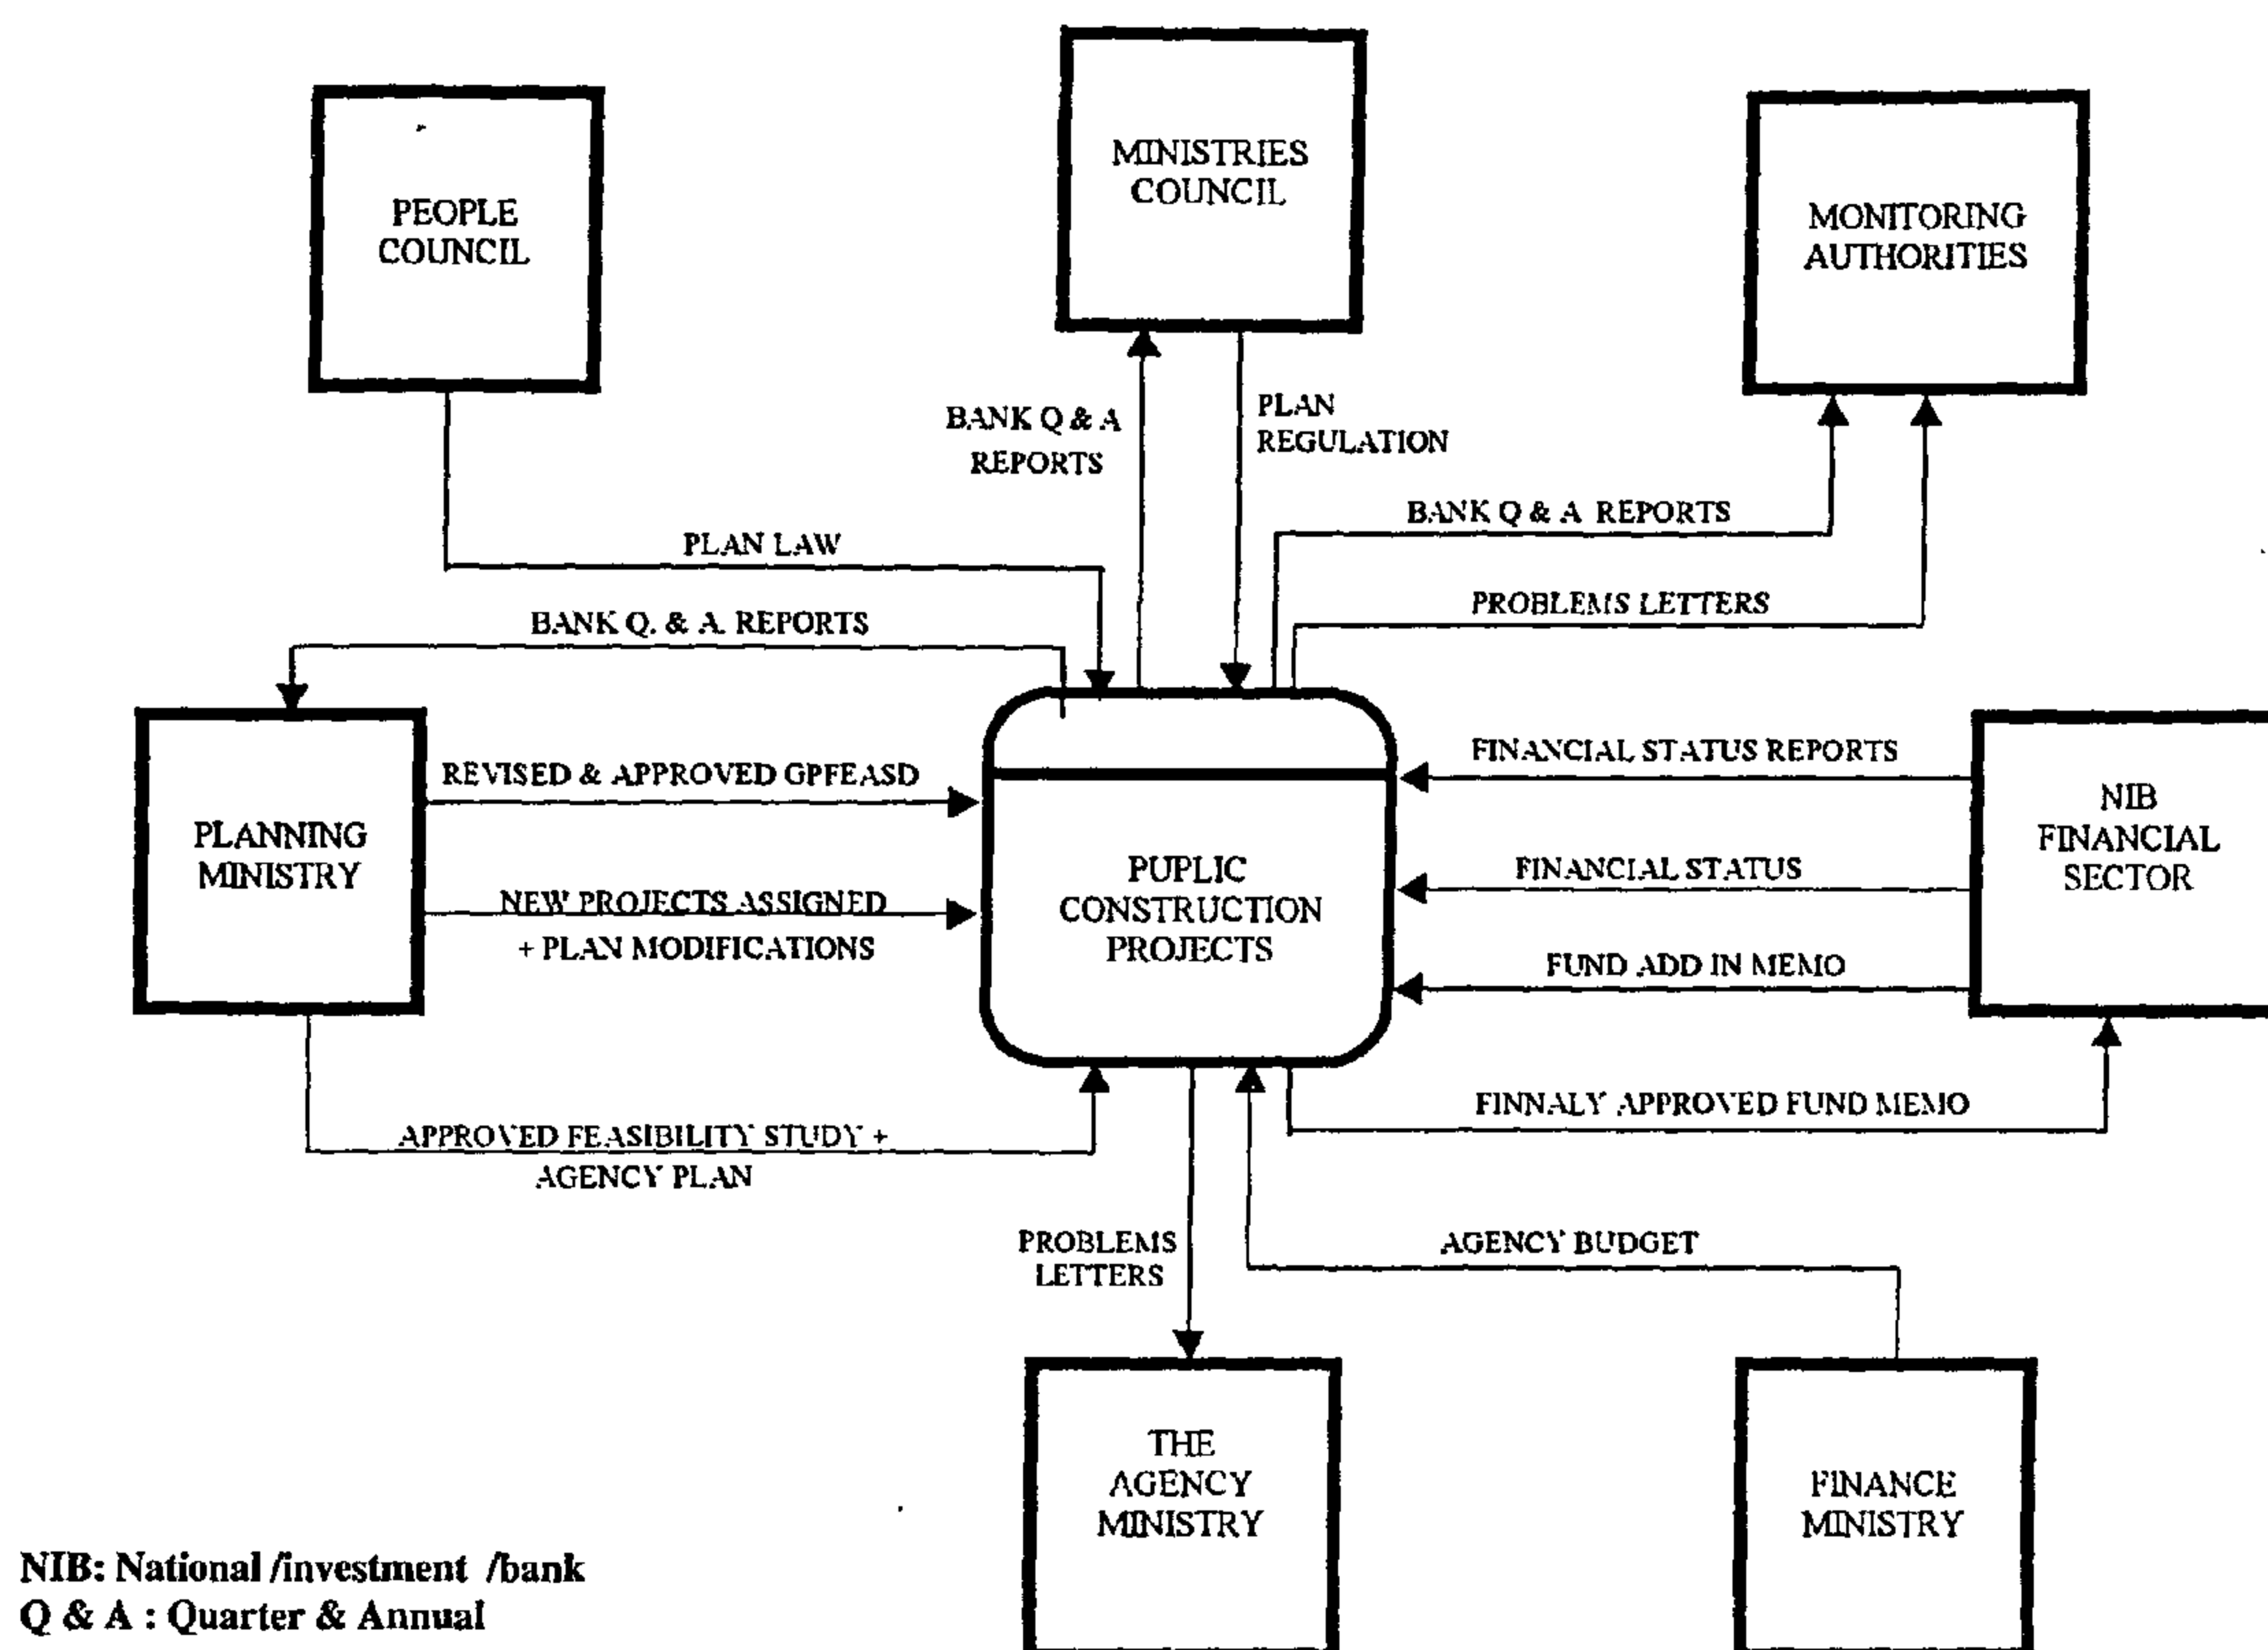 MINISTRIES
COUNCIL
PEOPLE
COUNCIL
MONITORING
AUTHORITIES
BANK Q & A
REPORTS
PLAN
REGULATION
BANK Q & A REPORTS
PLAN LAW
PROBLEMS LETTERS
BANK Q. & A. REPORTS
REVISED & APPROVED GPFEASD
FINANCIAL STATUS REPORTS
PLANNING
MINISTRY
NIB
FINANCIAL
SECTOR
PUPLIC
CONSTRUCTION
PROJECTS
FINANCIAL STATUS
NEW PROJECTS ASSIGNED
+ PLAN MODIFICATIONS
FUND ADD IN MEMO
FINNALY APPROVED FUND MEMO
APPROVED FEASIBILITY STUDY +
AGENCY PLAN
PROBLEMS
LETTERS
AGENCY BUDGET
THE
AGENCY
MINISTRY
FINANCE
MINISTRY
NIB: National /investment /bank
Q & A : Quarter & Annual